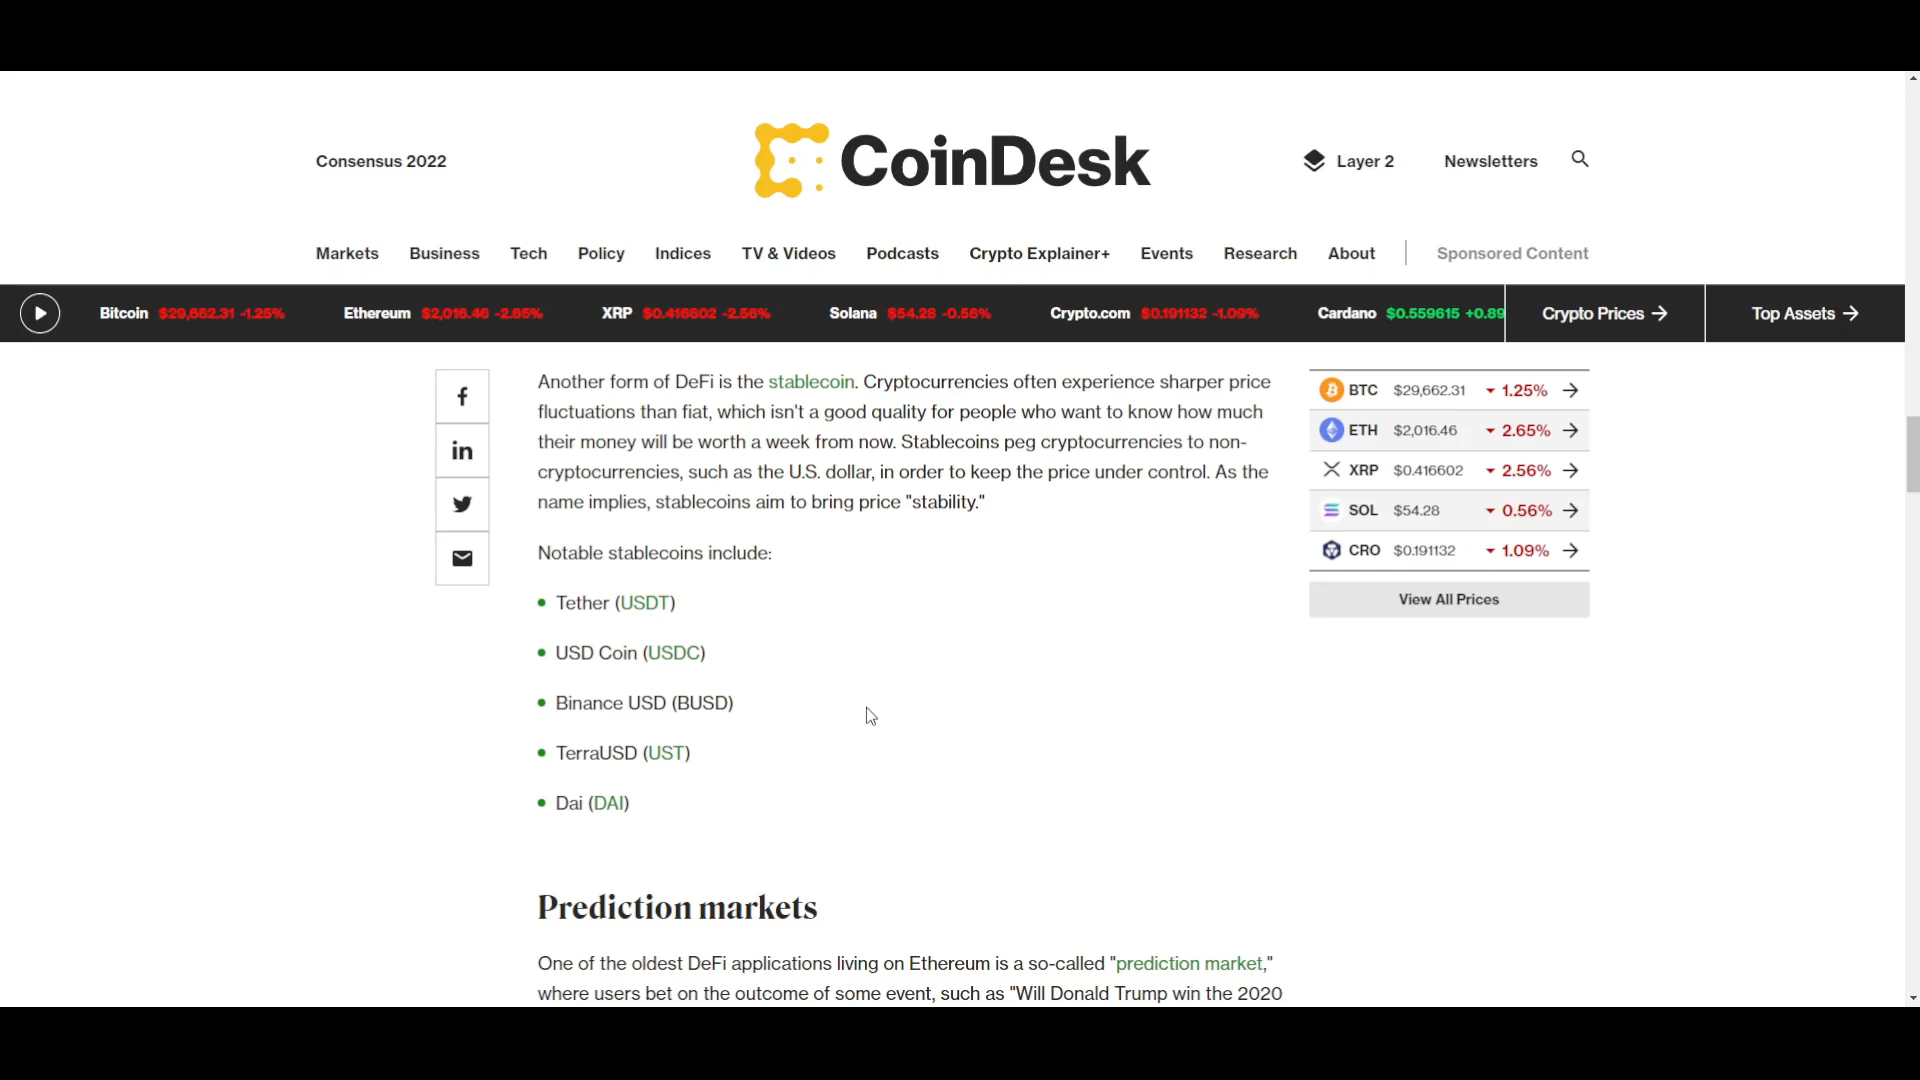 Consensus 2022
CoinDesk
Layer 2
Newsletters
Markets Business Tech Policy Indices TV & Videos Podcasts Crypto Explainer+ Events Research About Sponsored Content
Bitcoin $29,662.31 -1.25% Ethereum $2,016.46 -2.65% XRP $0.416602 -2.56% Solana $54.28 -0.56% Crypto.com $0.191132 -1.09% Cardano $0.559615 +0.89 Crypto Prices → Top Assets →
Another form of DeFi is the stablecoin. Cryptocurrencies often experience sharper price
fluctuations than fiat, which isn't a good quality for people who want to know how much
their money will be worth a week from now. Stablecoins peg cryptocurrencies to non-
cryptocurrencies, such as the U.S. dollar, in order to keep the price under control. As the
name implies, stablecoins aim to bring price "stability."
Notable stablecoins include:
• Tether (USDT)
• USD Coin (USDC)
• Binance USD (BUSD)
• TerraUSD (UST)
• Dai (DAI)
Prediction markets
One of the oldest DeFi applications living on Ethereum is a so-called "prediction market,"
where users bet on the outcome of some event, such as "Will Donald Trump win the 2020
BTC $29,662.31 1.25% →
ETH $2,016.46 2.65% →
XRP $0.416602 2.56% →
SOL $54.28 0.56% →
CRO $0.191132 1.09% →
View All Prices